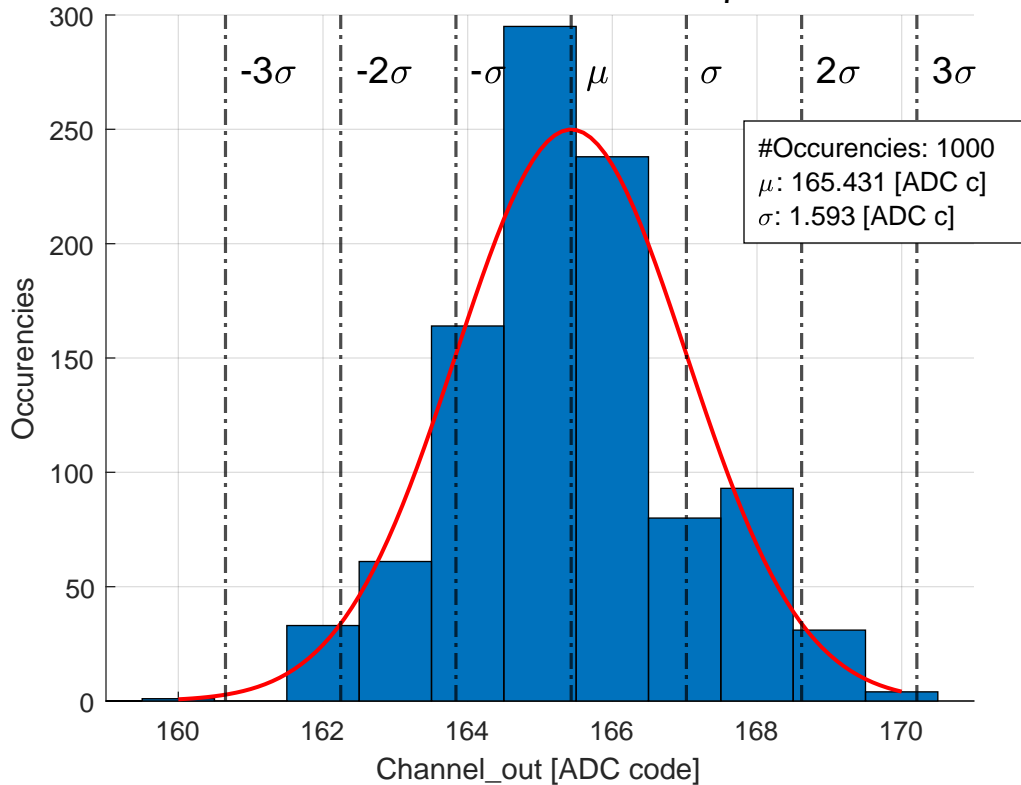 300
-3σ -2σ -σ μ σ 2σ 3σ
250
#Occurencies: 1000
μ: 165.431 [ADC c]
σ: 1.593 [ADC c]
200
Occurencies
150
100
50
0
160 162 164 166 168 170
Channel_out [ADC code]